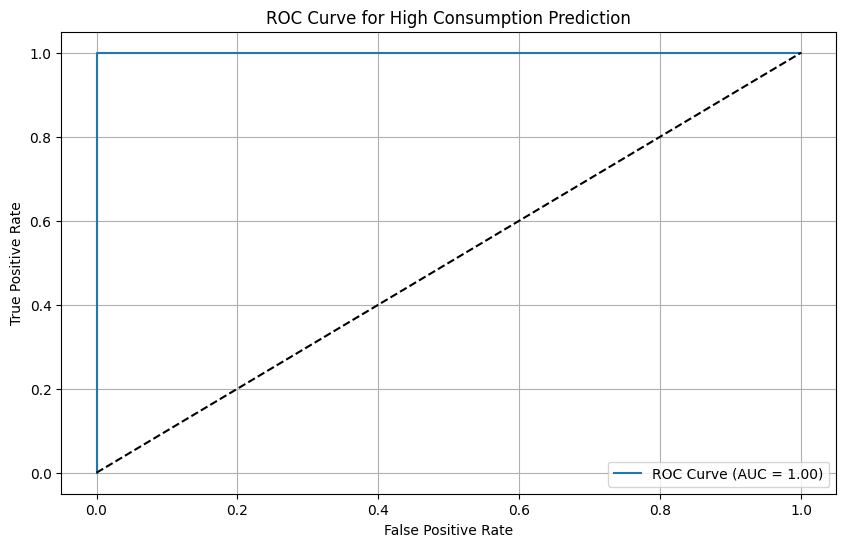 ROC Curve for High Consumption Prediction
True Positive Rate
1.0
0.8
0.6
0.4
0.2
0.0
ROC Curve (AUC = 1.00)
0.0 0.2 0.4 0.6 0.8 1.0
False Positive Rate